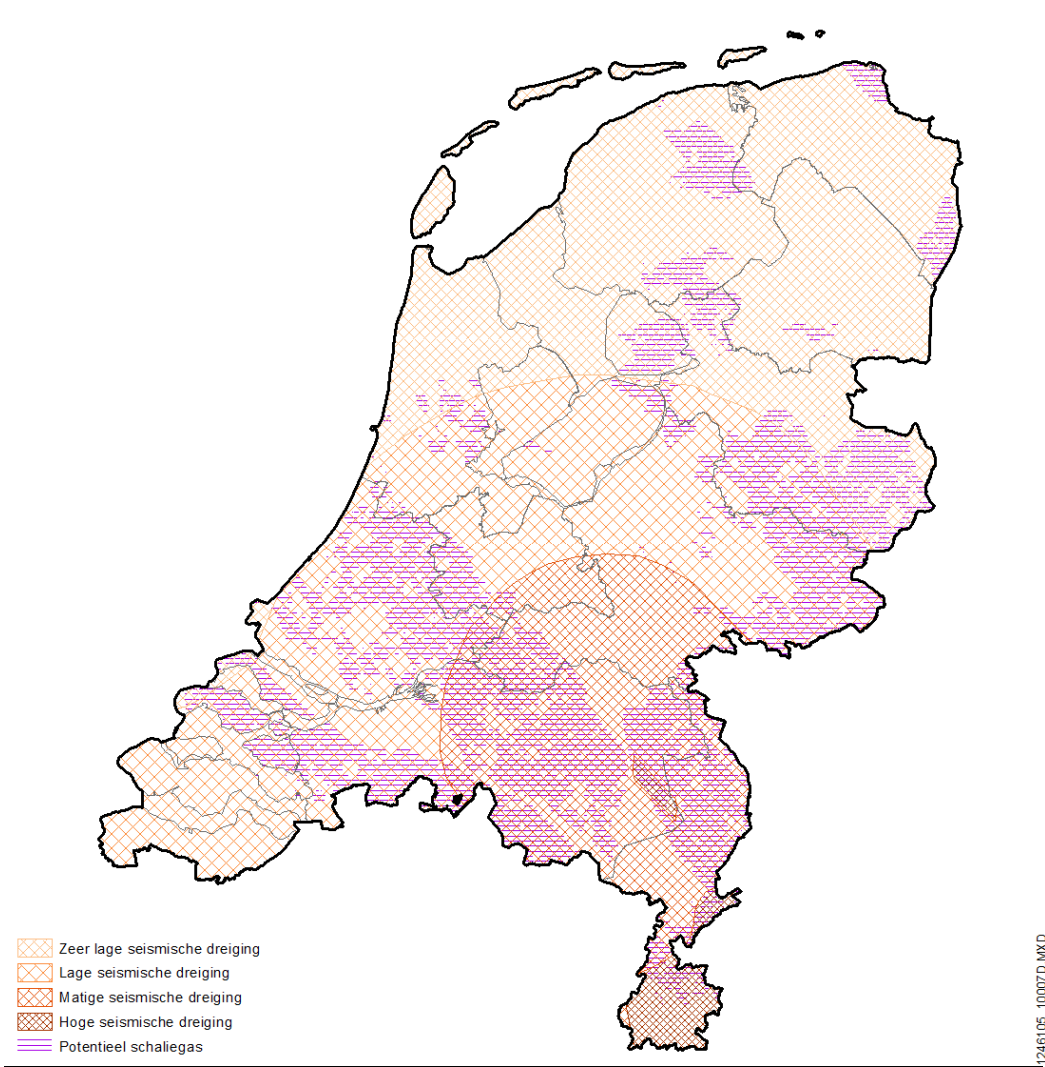 Zeer lage seismische dreiging
Lage seismische dreiging
Matige seismische dreiging
Hoge seismische dreiging
Potentieel schaliegas
1246105_10007D.MXD